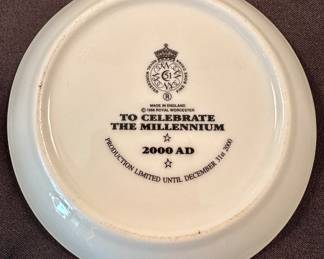 MADE IN ENGLAND
© 1998 ROYAL WORCESTER
TO CELEBRATE
THE MILLENNIUM
2000 AD
PRODUCTION LIMITED UNTIL DECEMBER 31st 2000